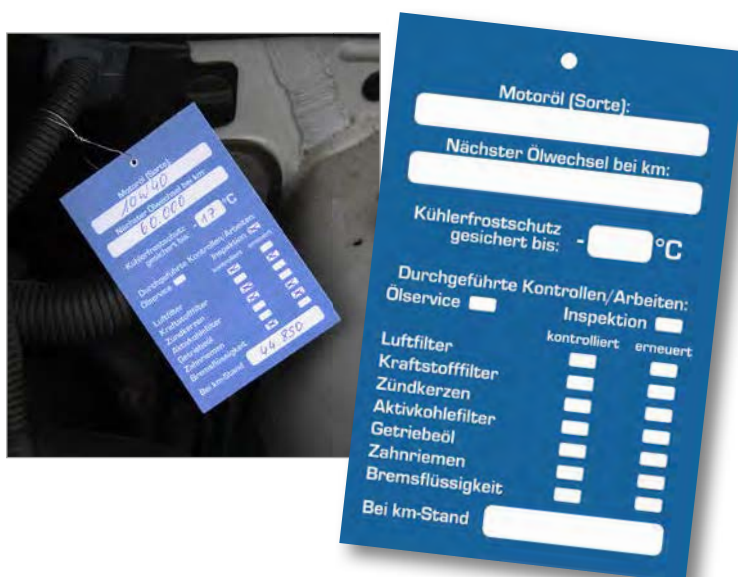 Motoröl (Sorte):
10W40
Nächster Ölwechsel bei km:
60.000
Kühlerfrostschutz
gesichert bis: - 17 °C
Durchgeführte Kontrollen/Arbeiten:
Ölservice
Inspektion
kontrolliert erneuert
Luftfilter
Kraftstofffilter
Zündkerzen
Aktivkohlefilter
Getriebeöl
Zahnriemen
Bremsflüssigkeit
Bei km-Stand 44.850
Motoröl (Sorte):
Nächster Ölwechsel bei km:
Kühlerfrostschutz
gesichert bis: - °C
Durchgeführte Kontrollen/Arbeiten:
Ölservice
Inspektion
kontrolliert erneuert
Luftfilter
Kraftstofffilter
Zündkerzen
Aktivkohlefilter
Getriebeöl
Zahnriemen
Bremsflüssigkeit
Bei km-Stand